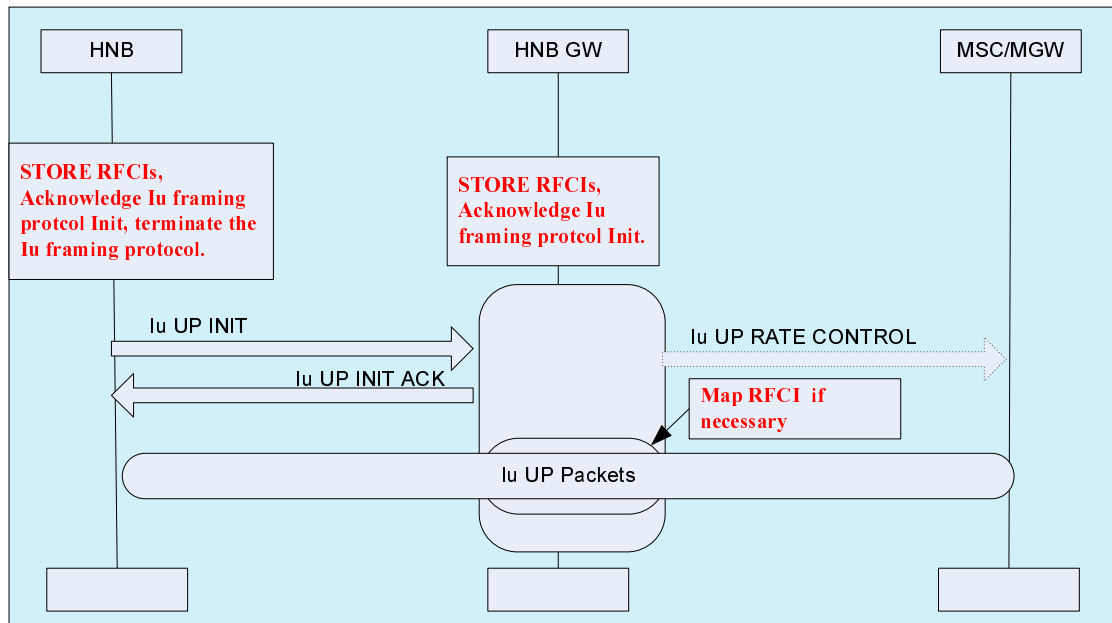 HNB
HNB GW
MSC/MGW
STORE RFCIs,
Acknowledge Iu framing
protcol Init, terminate the
Iu framing protocol.
STORE RFCIs,
Acknowledge Iu
framing protcol Init.
Iu UP INIT
Iu UP RATE CONTROL
Iu UP INIT ACK
Map RFCI if
necessary
Iu UP Packets